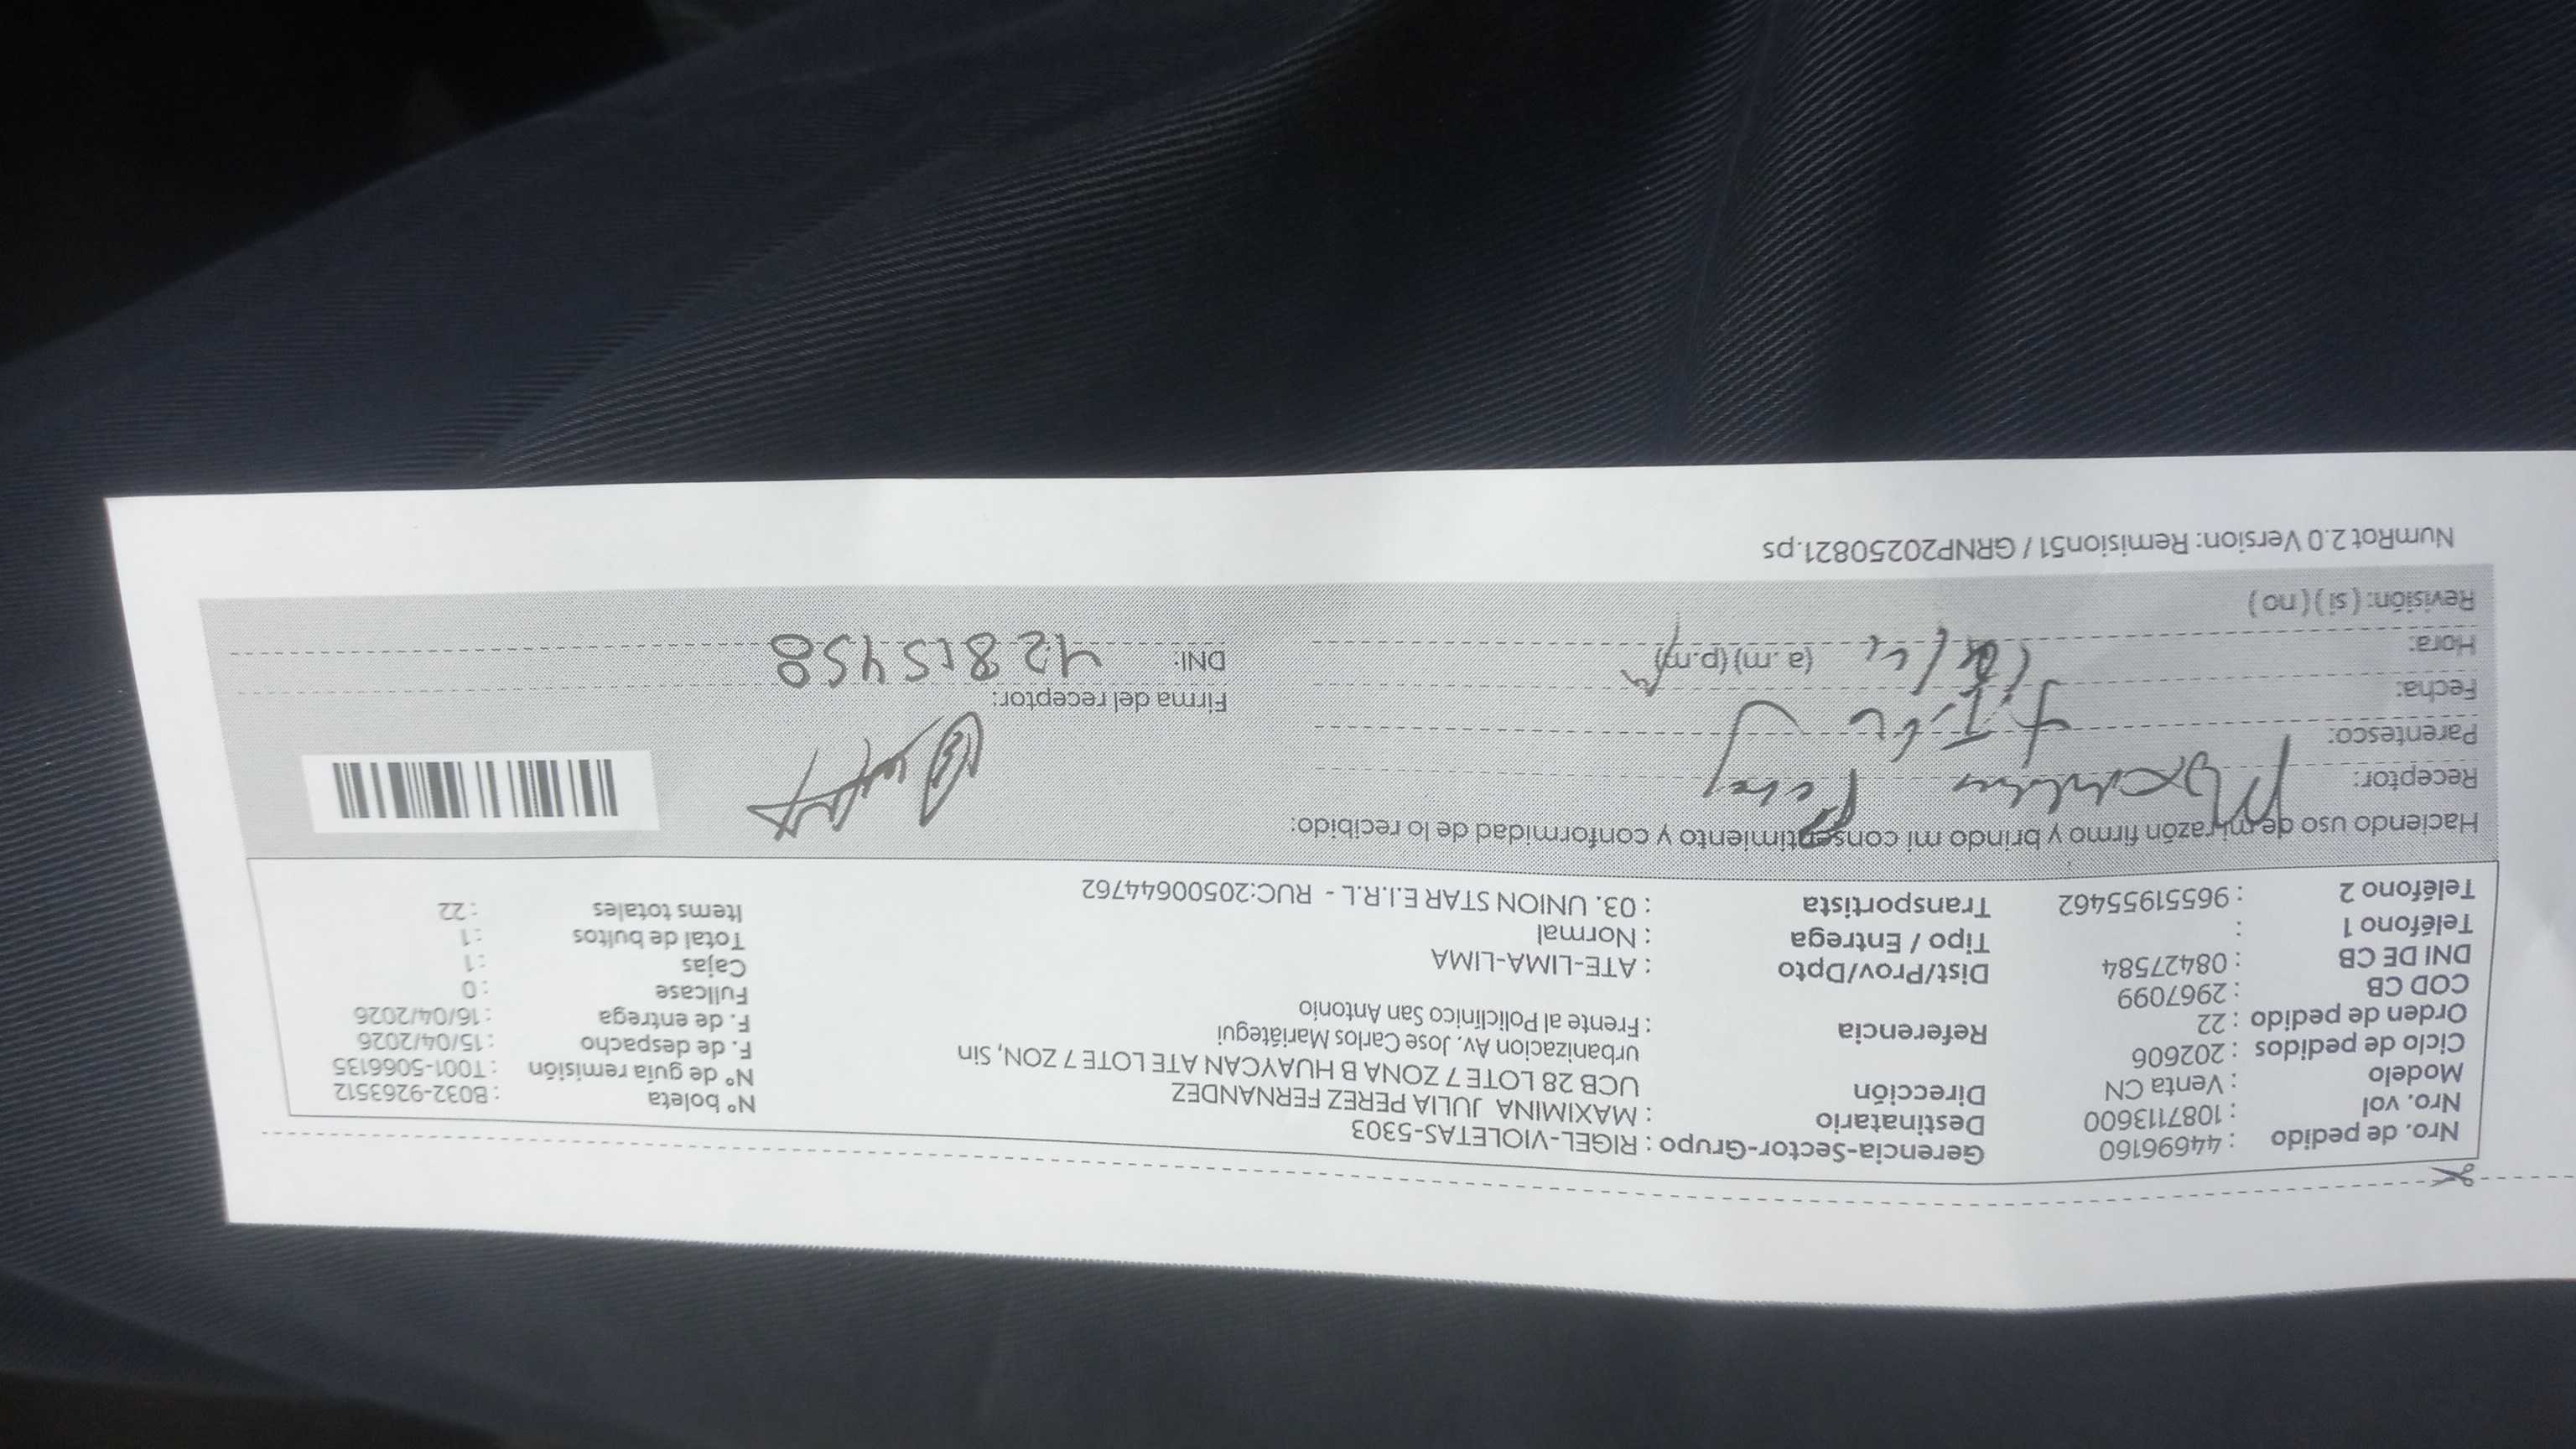 Nro. de pedido : 44696160
Nro. vol : 1087113600
Modelo : Venta CN
Ciclo de pedidos : 202606
Orden de pedido : 22
COD CB : 2967099
DNI DE CB : 08427584
Teléfono 1 :
Teléfono 2 : 96551955462
Gerencia-Sector-Grupo : RIGEL-VIOLETAS-5303
Destinatario : MAXIMINA JULIA PEREZ FERNANDEZ
Dirección UCB 28 LOTE 7 ZONA B HUAYCAN ATE LOTE 7 ZON, Sin
urbanizacion Av. Jose Carlos Mariátegui
Referencia : Frente al Policlínico San Antonio
Dist/Prov/Dpto : ATE-LIMA-LIMA
Tipo / Entrega : Normal
Transportista : 03. UNION STAR E.I.R.L - RUC:20500644762
N° boleta : B032-9263512
N° de guía remisión : T001-5066135
F. de despacho : 15/04/2026
F. de entrega : 16/04/2026
Fullcase : 0
Cajas : 1
Total de bultos : 1
Items totales : 22
Haciendo uso de mi razón firmo y brindo mi consentimiento y conformidad de lo recibido:
Receptor:
Parentesco:
Fecha:
Hora: (a.m) (p.m)
Revisión: ( si ) ( no )
Firma del receptor:
DNI: 42815458
NumRot 2.0 Version: Remision51 / GRNP20250821.ps